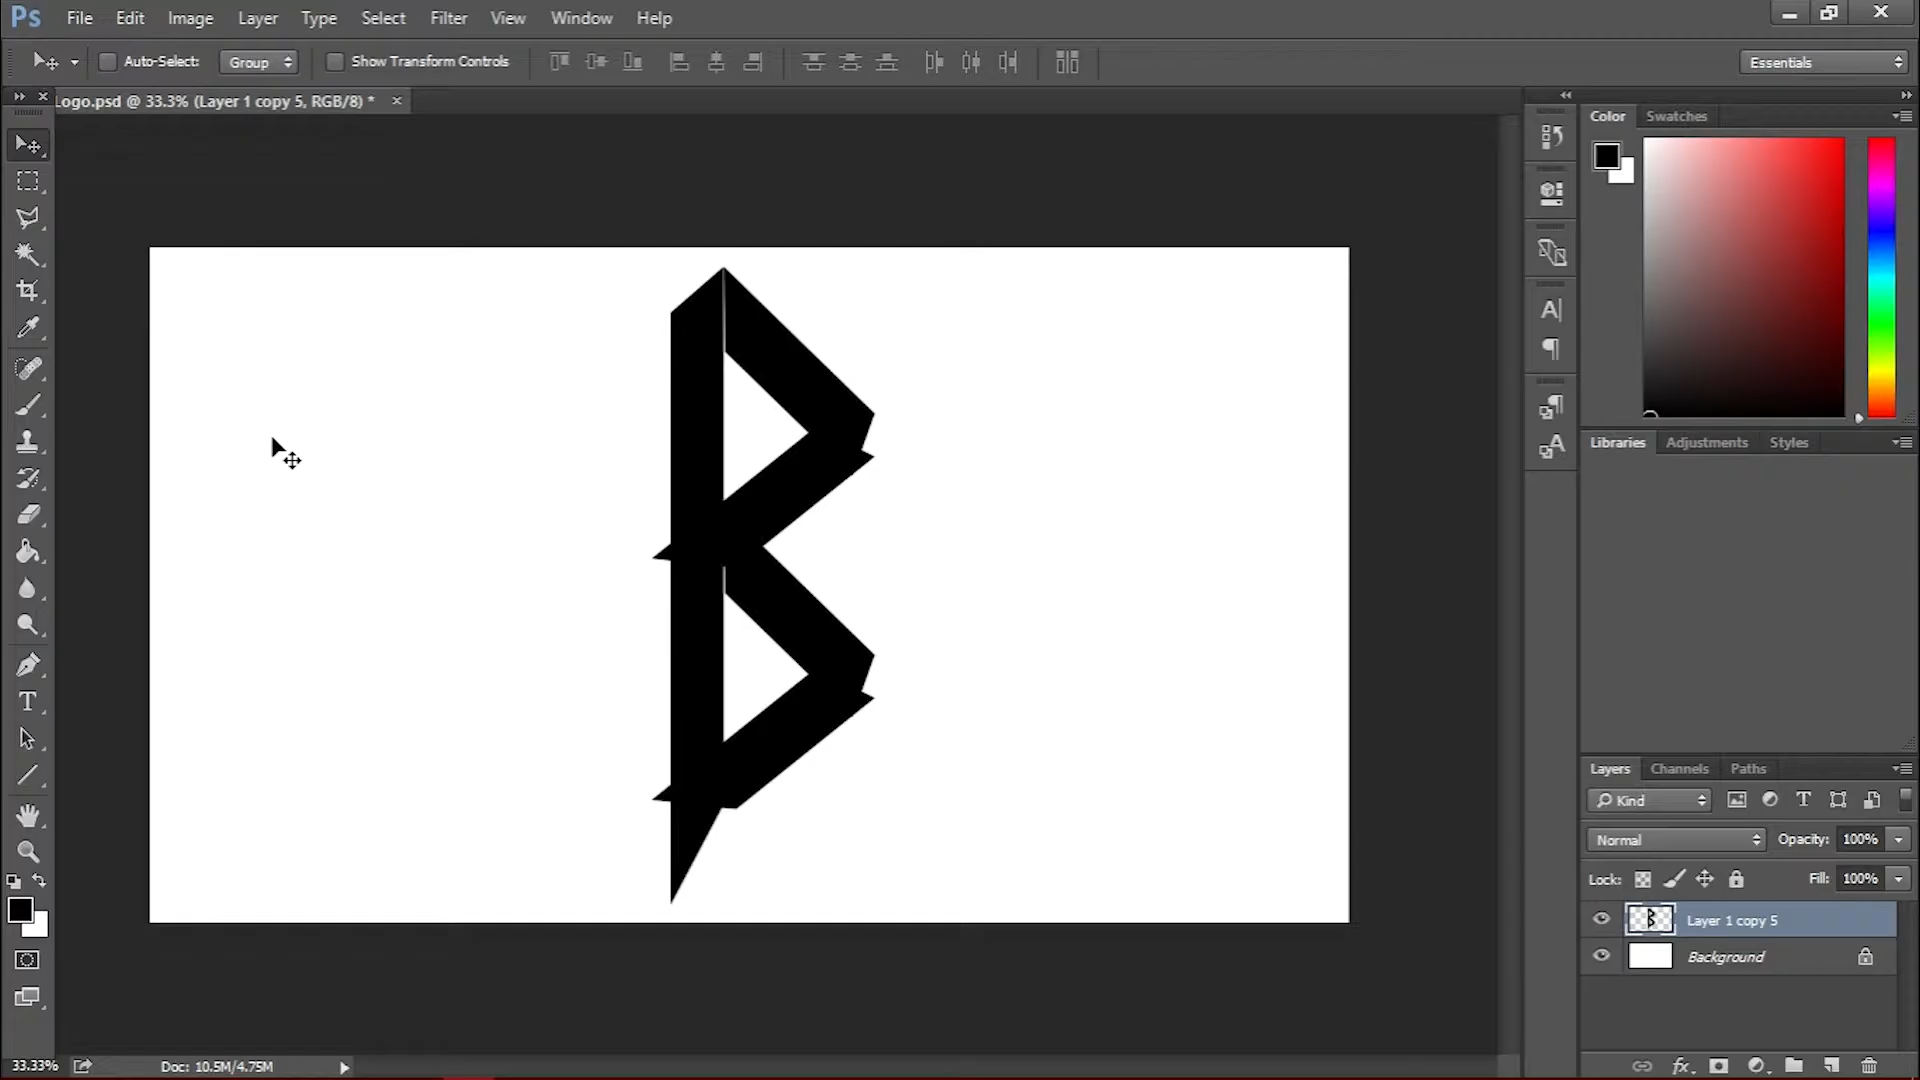 Ps File Edit Image Layer Type Select Filter View Window Help
Auto-Select: Group Show Transform Controls Essentials
Logo.psd @ 33.3% (Layer 1 copy 5, RGB/8) * ×
Color Swatches
Libraries Adjustments Styles
Layers Channels Paths
Kind
Normal Opacity: 100%
Lock: Fill: 100%
Layer 1 copy 5
Background
33.33% Doc: 10.5M/4.75M